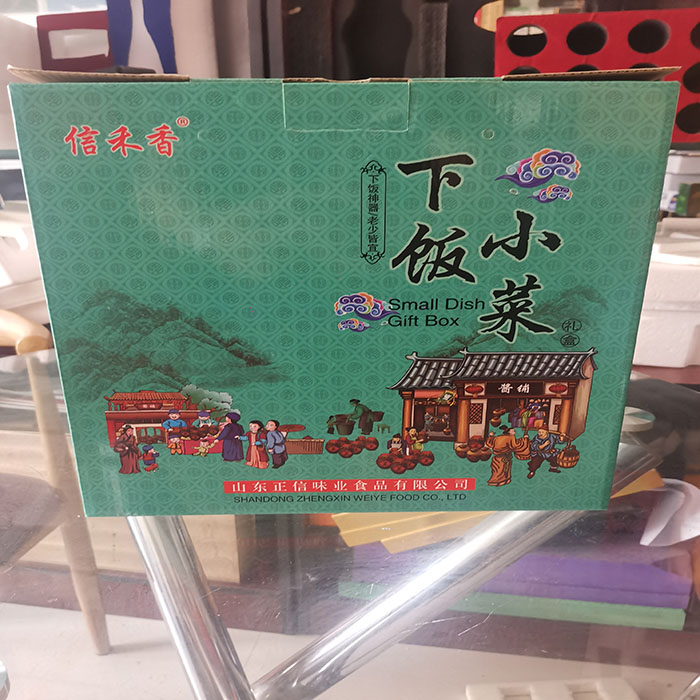 信禾香®
下饭神器/老少皆宜
下饭
小菜
Small Dish
Gift Box
礼盒
醬铺
山东正信味业食品有限公司
SHANDONG ZHENGXIN WEIYE FOOD CO., LTD